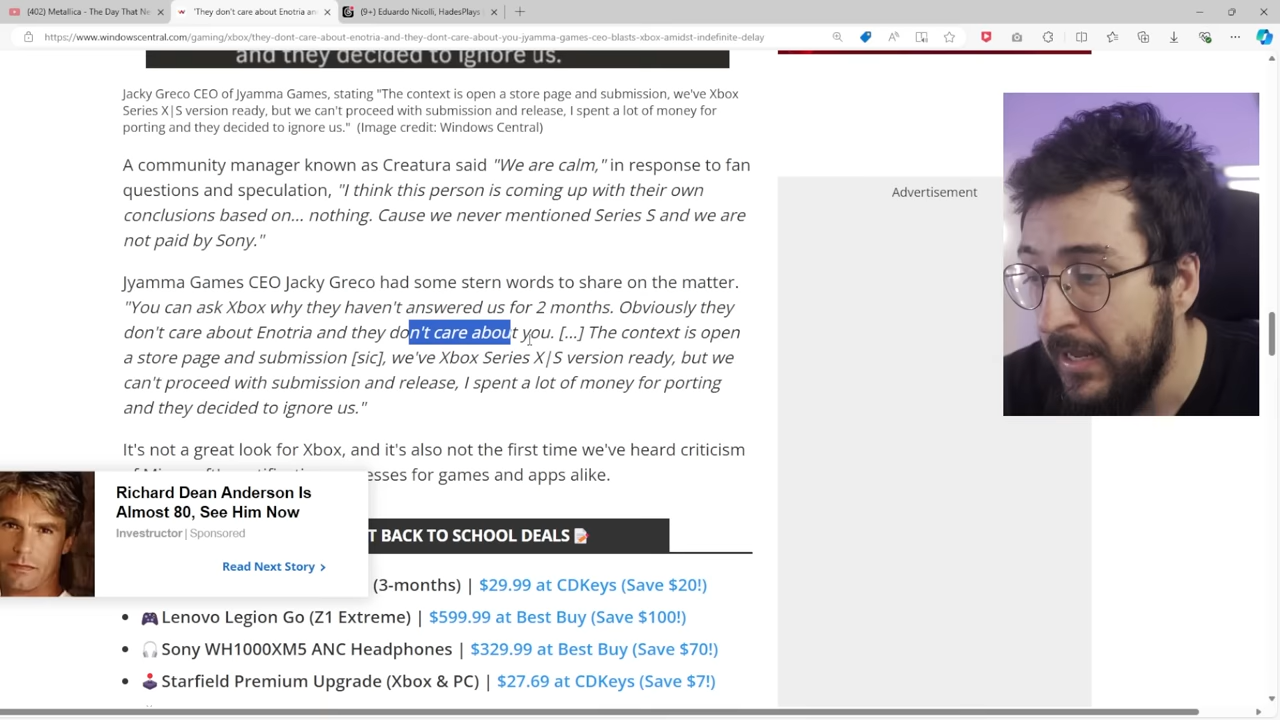 (402) Metallica - The Day That Ne
'They don't care about Enotria an
(9+) Eduardo Nicolli, HadesPlays
https://www.windowscentral.com/gaming/xbox/they-dont-care-about-enotria-and-they-dont-care-about-you-jyamma-games-ceo-blasts-xbox-amidst-indefinite-delay
and they decided to ignore us.
Jacky Greco CEO of Jyamma Games, stating "The context is open a store page and submission, we've Xbox
Series X|S version ready, but we can't proceed with submission and release, I spent a lot of money for
porting and they decided to ignore us." (Image credit: Windows Central)
A community manager known as Creatura said "We are calm," in response to fan
questions and speculation, "I think this person is coming up with their own
conclusions based on... nothing. Cause we never mentioned Series S and we are
not paid by Sony."
Jyamma Games CEO Jacky Greco had some stern words to share on the matter.
"You can ask Xbox why they haven't answered us for 2 months. Obviously they
don't care about Enotria and they don't care about you. [...] The context is open
a store page and submission [sic], we've Xbox Series X|S version ready, but we
can't proceed with submission and release, I spent a lot of money for porting
and they decided to ignore us."
It's not a great look for Xbox, and it's also not the first time we've heard criticism
esses for games and apps alike.
Advertisement
Richard Dean Anderson Is
Almost 80, See Him Now
Investructor | Sponsored
Read Next Story
T BACK TO SCHOOL DEALS
(3-months) | $29.99 at CDKeys (Save $20!)
Lenovo Legion Go (Z1 Extreme) | $599.99 at Best Buy (Save $100!)
Sony WH1000XM5 ANC Headphones | $329.99 at Best Buy (Save $70!)
Starfield Premium Upgrade (Xbox & PC) | $27.69 at CDKeys (Save $7!)